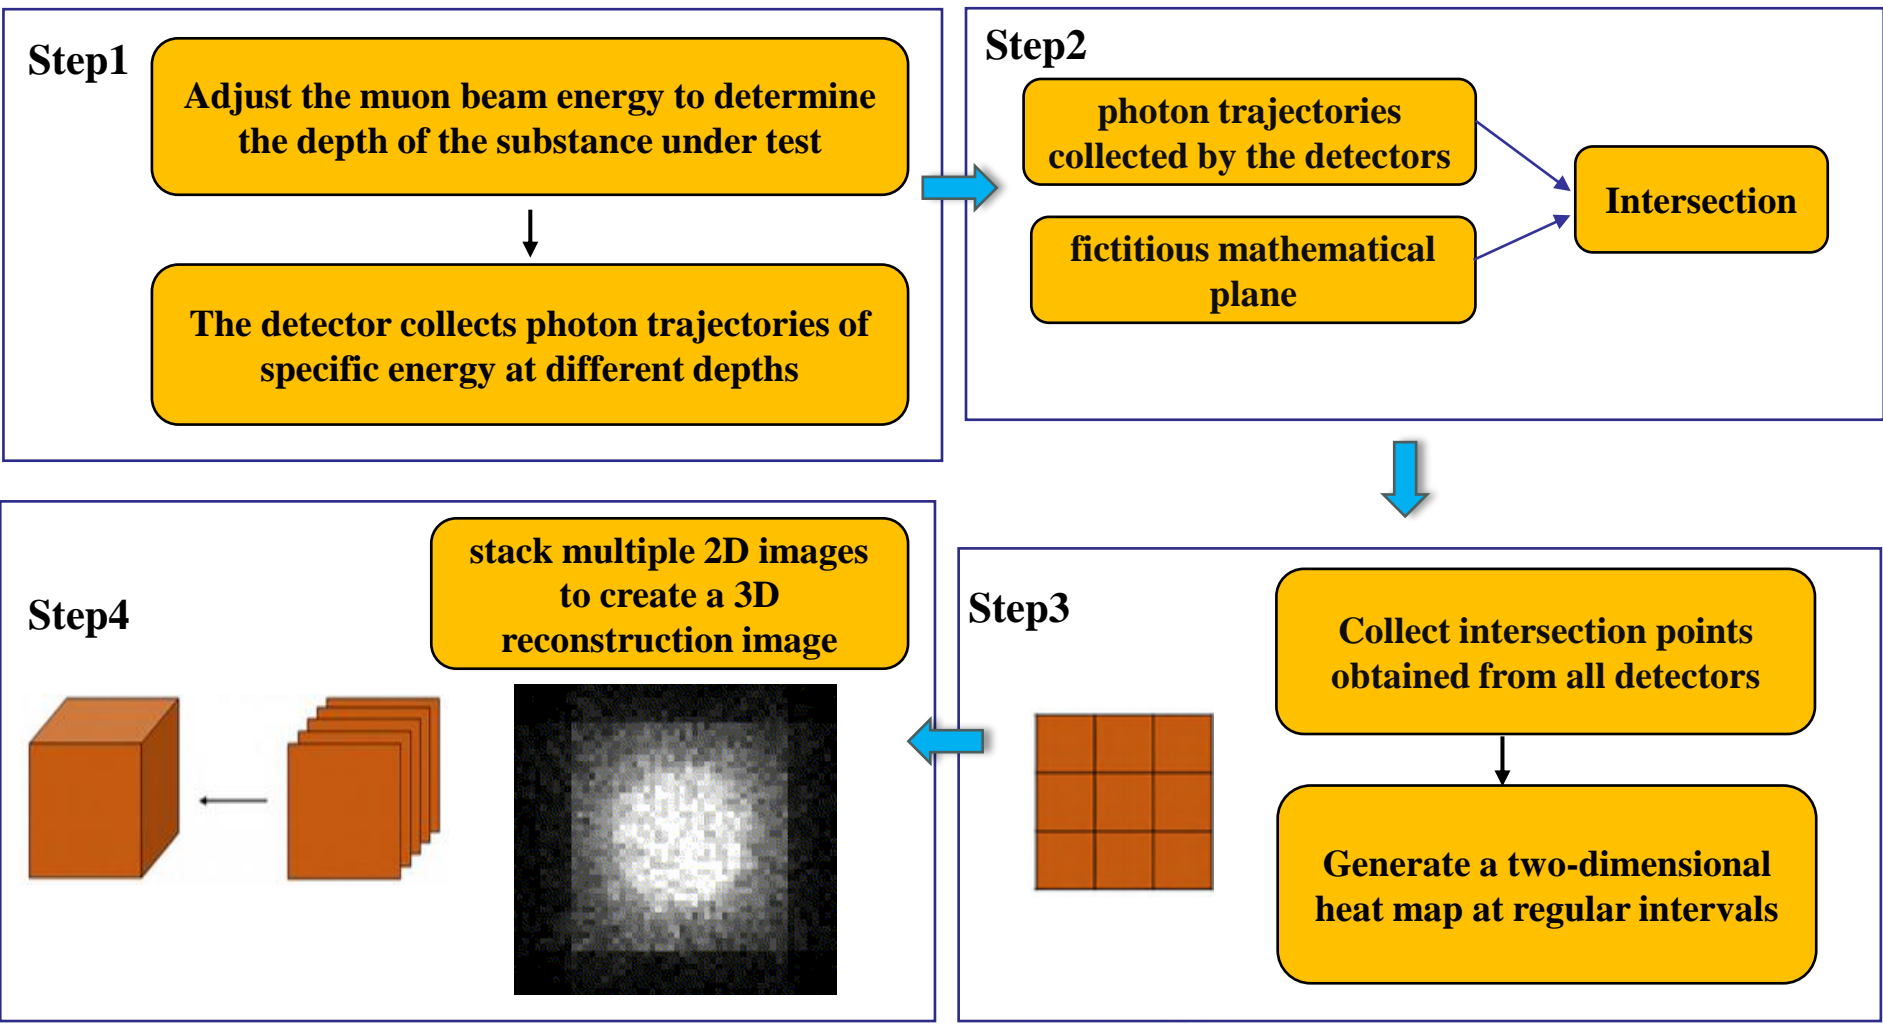 Step1
Adjust the muon beam energy to determine
the depth of the substance under test
The detector collects photon trajectories of
specific energy at different depths
Step2
photon trajectories
collected by the detectors
fictitious mathematical
plane
Intersection
Step3
Collect intersection points
obtained from all detectors
Generate a two-dimensional
heat map at regular intervals
Step4
stack multiple 2D images
to create a 3D
reconstruction image